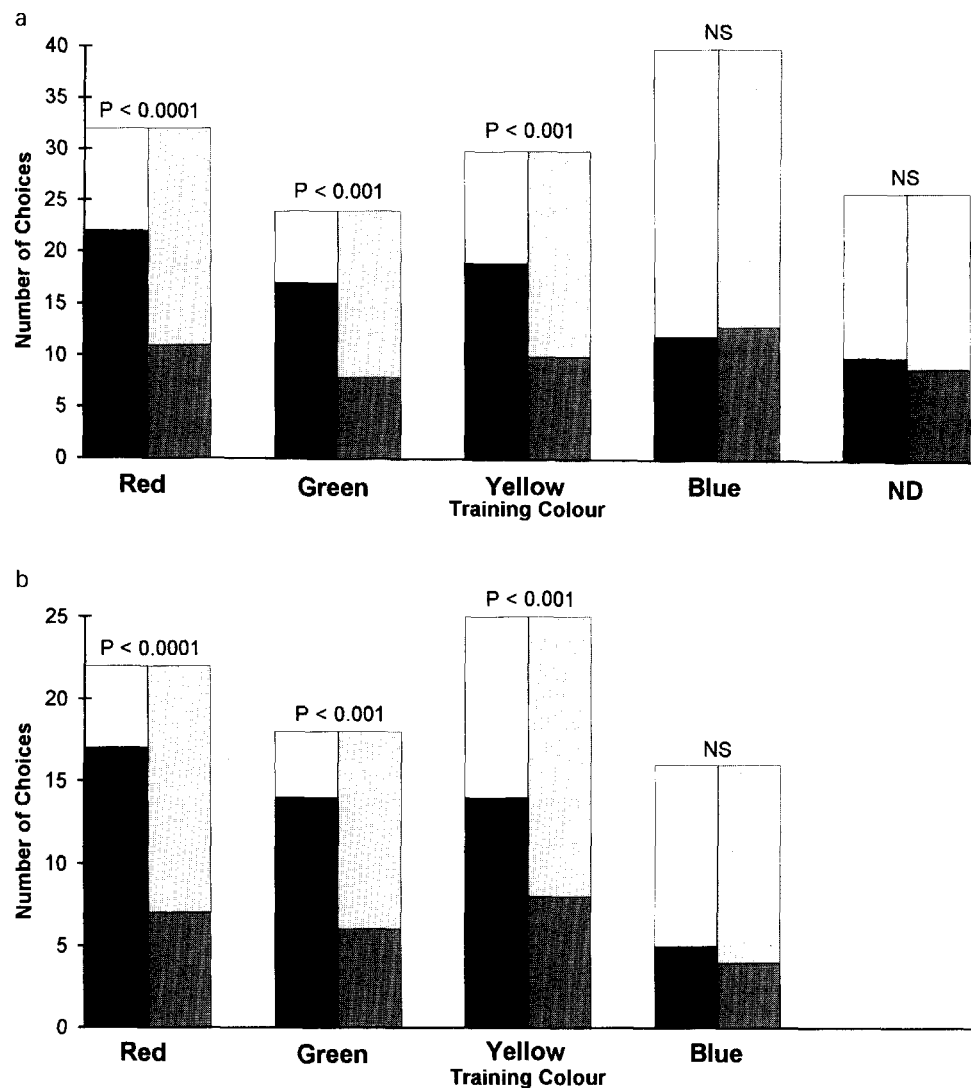 a
40
35
30
25
20
15
10
5
0
Number of Choices
P < 0.0001
P < 0.001
P < 0.001
NS
NS
Red Green Yellow Blue ND
Training Colour
b
25
20
15
10
5
0
Number of Choices
P < 0.0001
P < 0.001
P < 0.001
NS
Red Green Yellow Blue
Training Colour